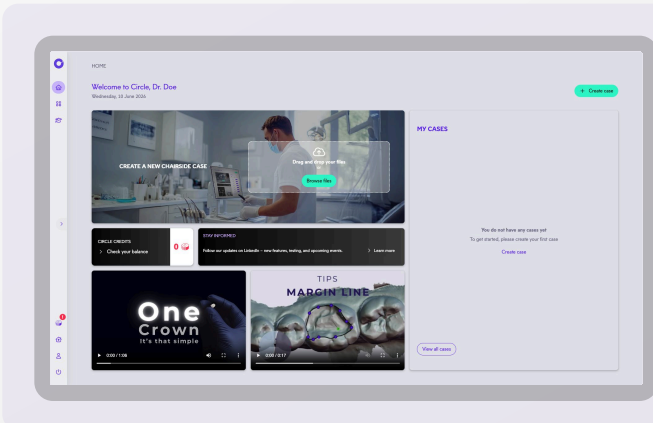 HOME
Welcome to Circle, Dr. Doe
Wednesday, 10 June 2026
+ Create case
CREATE A NEW CHAIRSIDE CASE
Drag and drop your files
or
Browse files
MY CASES
You do not have any cases yet
To get started, please create your first case
Create case
CIRCLE CREDITS
> Check your balance
0
STAY INFORMED
Follow our updates on LinkedIn – new features, testing, and upcoming events.
> Learn more
One
Crown
It's that simple
0:00 / 1:06
TIPS
MARGIN LINE
0:00 / 0:17
View all cases